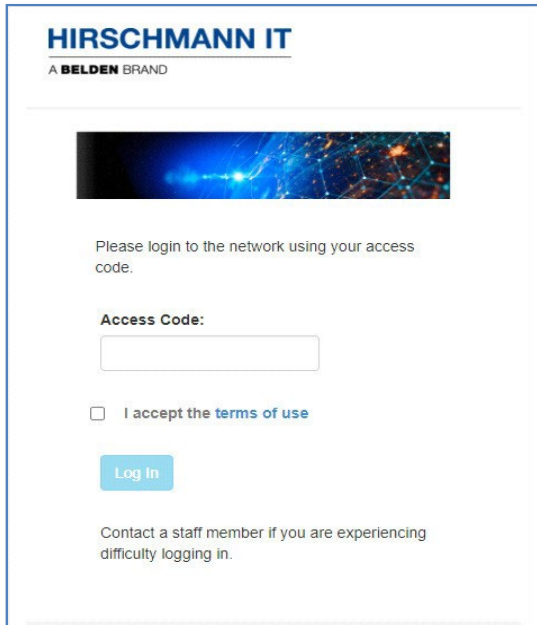 HIRSCHMANN IT
A BELDEN BRAND
Please login to the network using your access
code.
Access Code:
I accept the terms of use
Log In
Contact a staff member if you are experiencing
difficulty logging in.